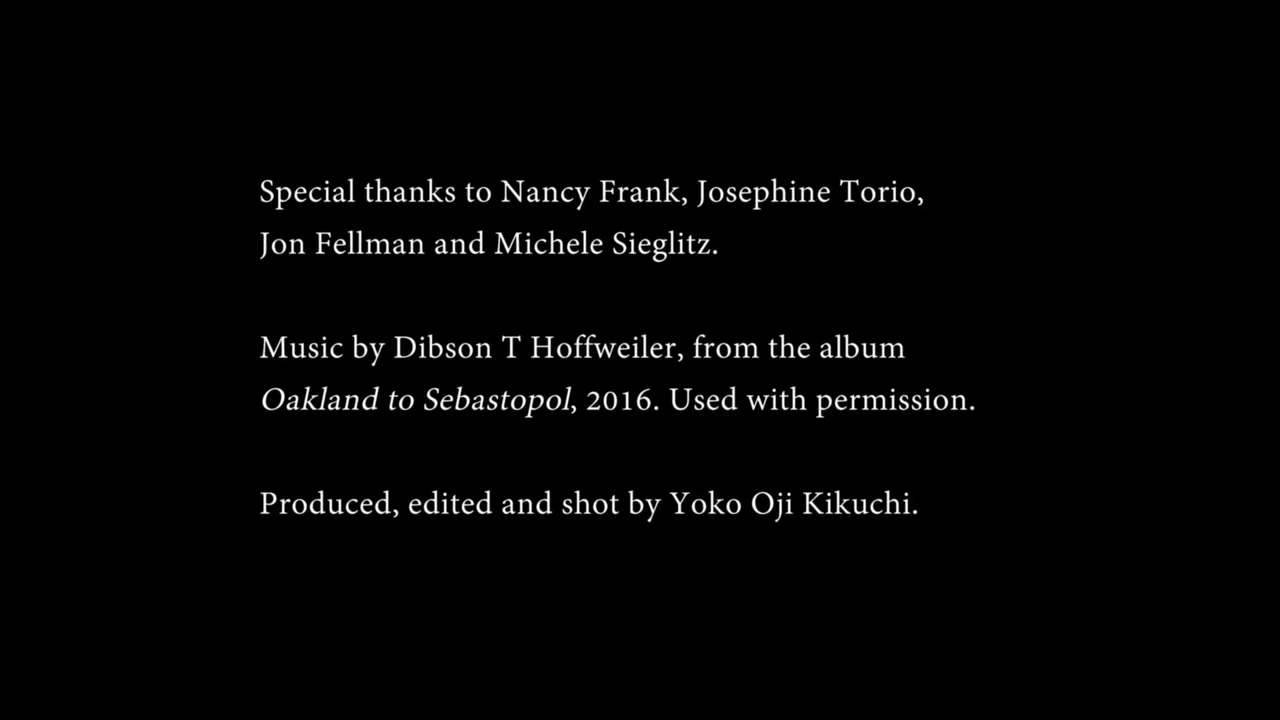 Special thanks to Nancy Frank, Josephine Torio,
Jon Fellman and Michele Sieglitz.
Music by Dibson T Hoffweiler, from the album
Oakland to Sebastopol, 2016. Used with permission.
Produced, edited and shot by Yoko Oji Kikuchi.